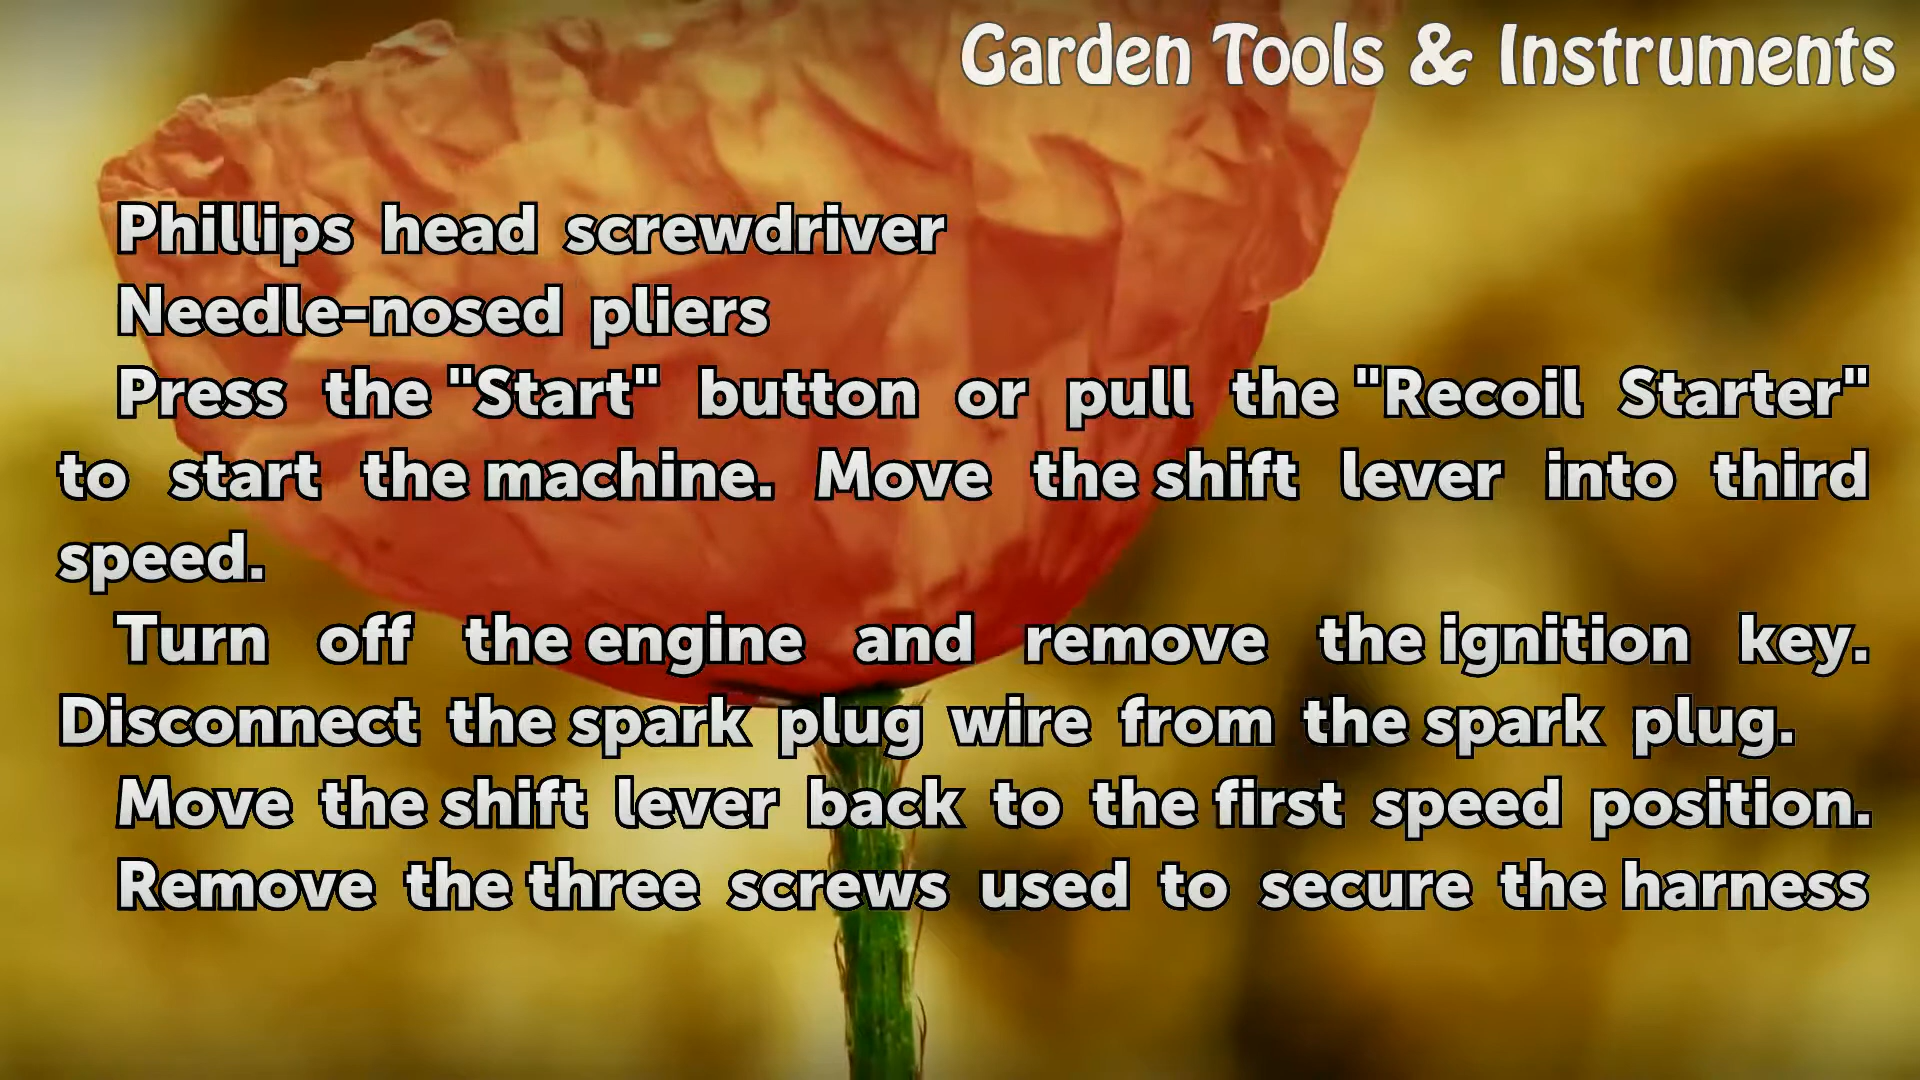 Garden Tools & Instruments
Phillips head screwdriver
Needle-nosed pliers
Press the "Start" button or pull the "Recoil Starter"
to start the machine. Move the shift lever into third
speed.
Turn off the engine and remove the ignition key.
Disconnect the spark plug wire from the spark plug.
Move the shift lever back to the first speed position.
Remove the three screws used to secure the harness